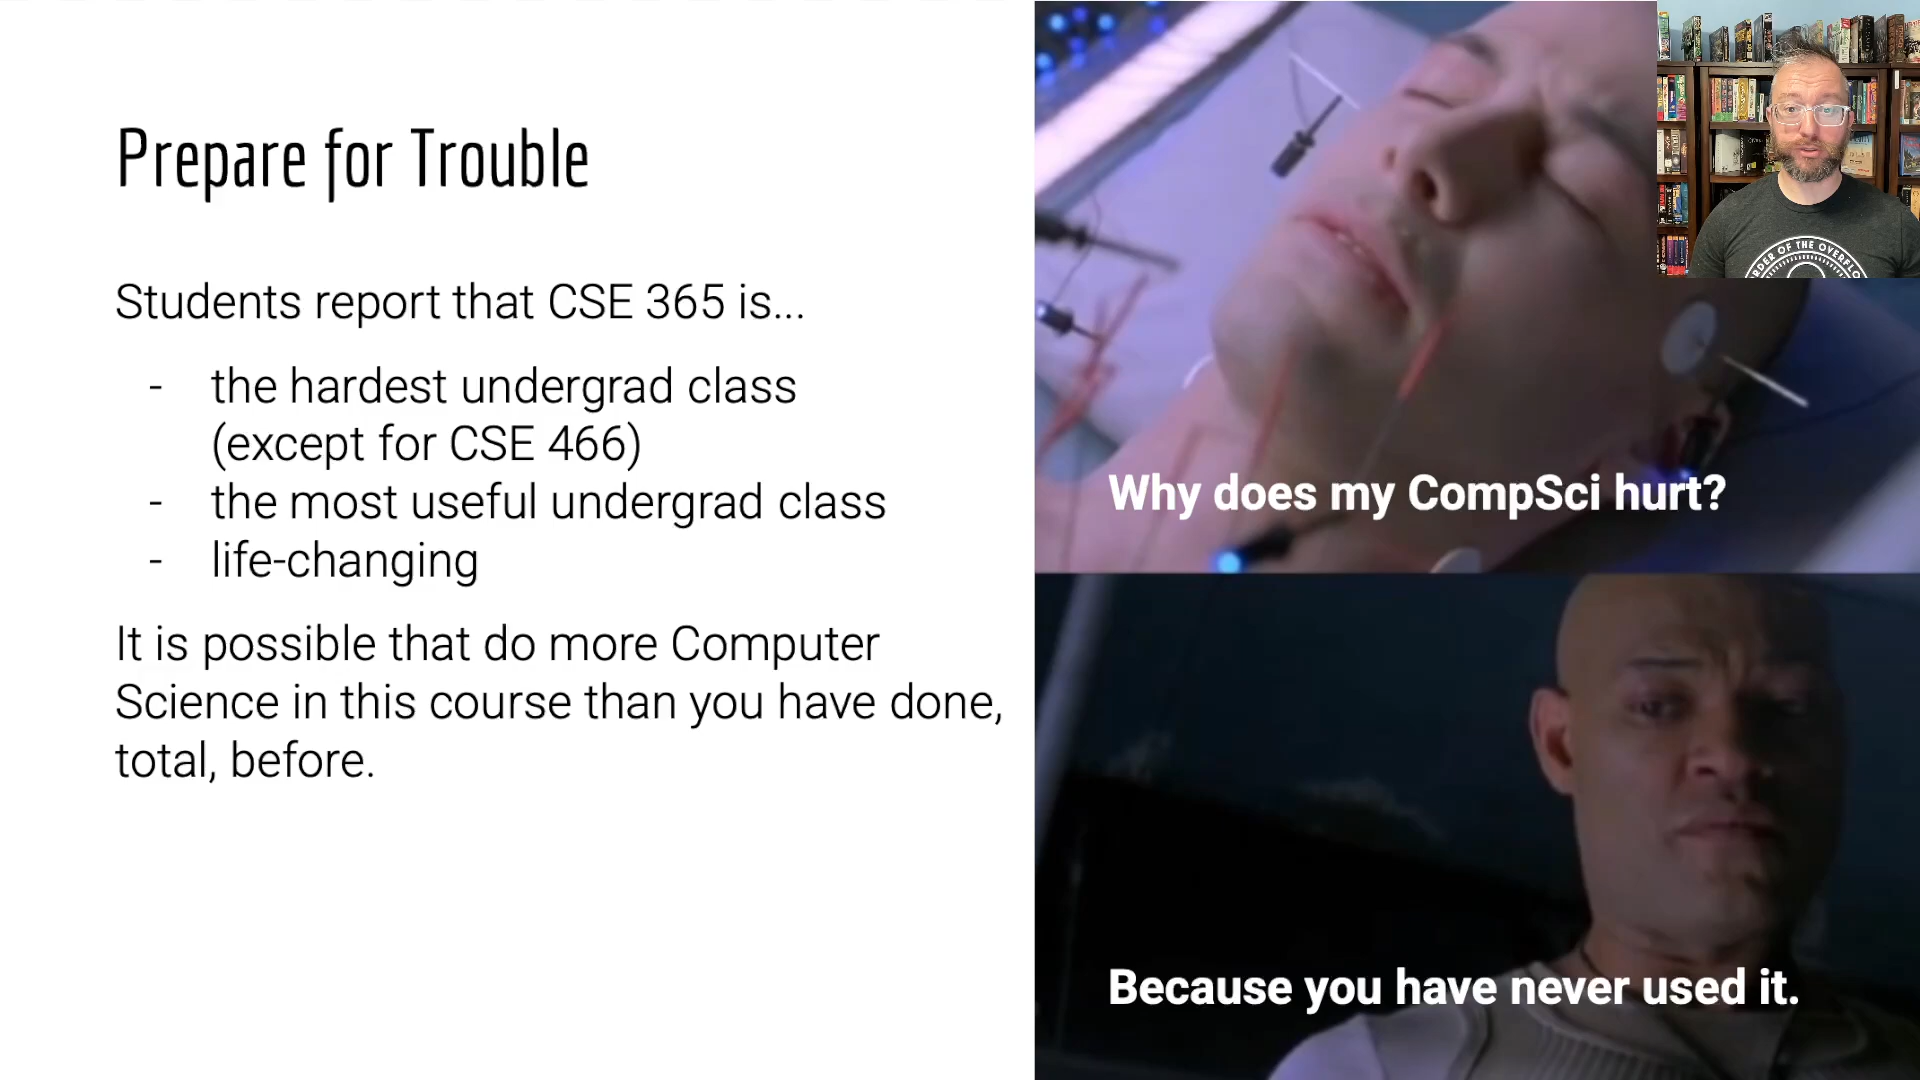 Prepare for Trouble
Students report that CSE 365 is...
- the hardest undergrad class
(except for CSE 466)
- the most useful undergrad class
- life-changing
It is possible that do more Computer
Science in this course than you have done,
total, before.
Why does my CompSci hurt?
Because you have never used it.
OF THE